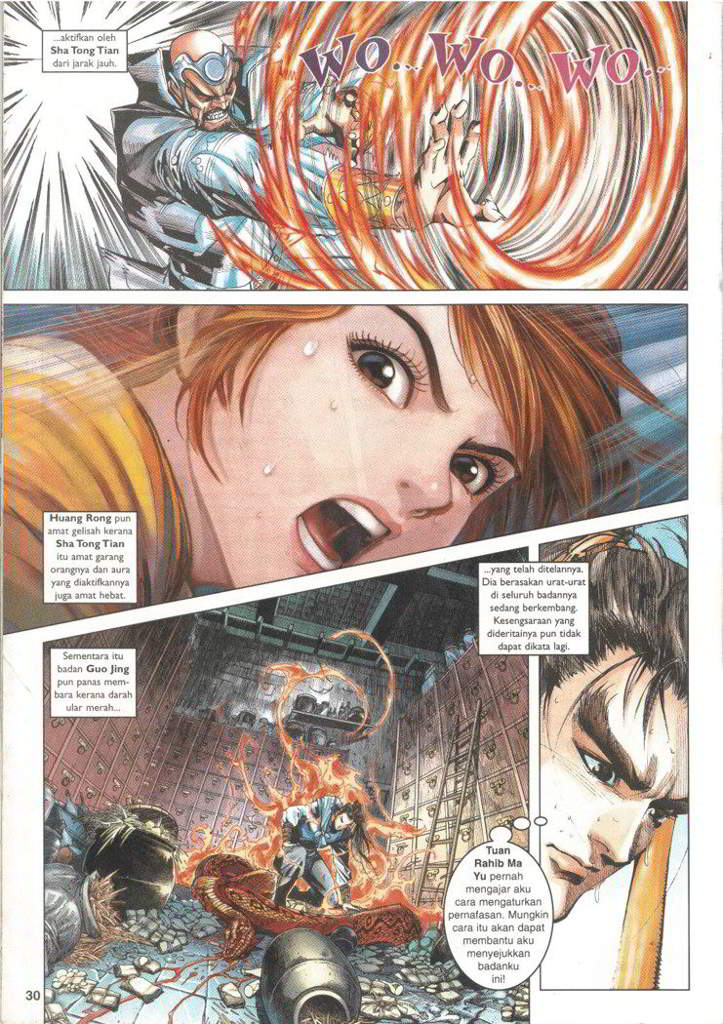 ...aktifkan oleh
Sha Tong Tian
dari jarak jauh.
WO... WO... WO...
Huang Rong pun
amat gelisah kerana
Sha Tong Tian
itu amat garang
orangnya dan aura
yang diaktifkannya
juga amat hebat.
Sementara itu
badan Guo Jing
pun panas mem-
bara kerana darah
ular merah...
...yang telah ditelannya.
Dia berasakan urat-urat
di seluruh badannya
sedang berkembang.
Kesengsaraan yang
dideritainya pun tidak
dapat dikata lagi.
Tuan
Rahib Ma
Yu pernah
mengajar aku
cara mengaturkan
pernafasan. Mungkin
cara itu akan dapat
membantu aku
menyejukkan
badanku
ini!
30